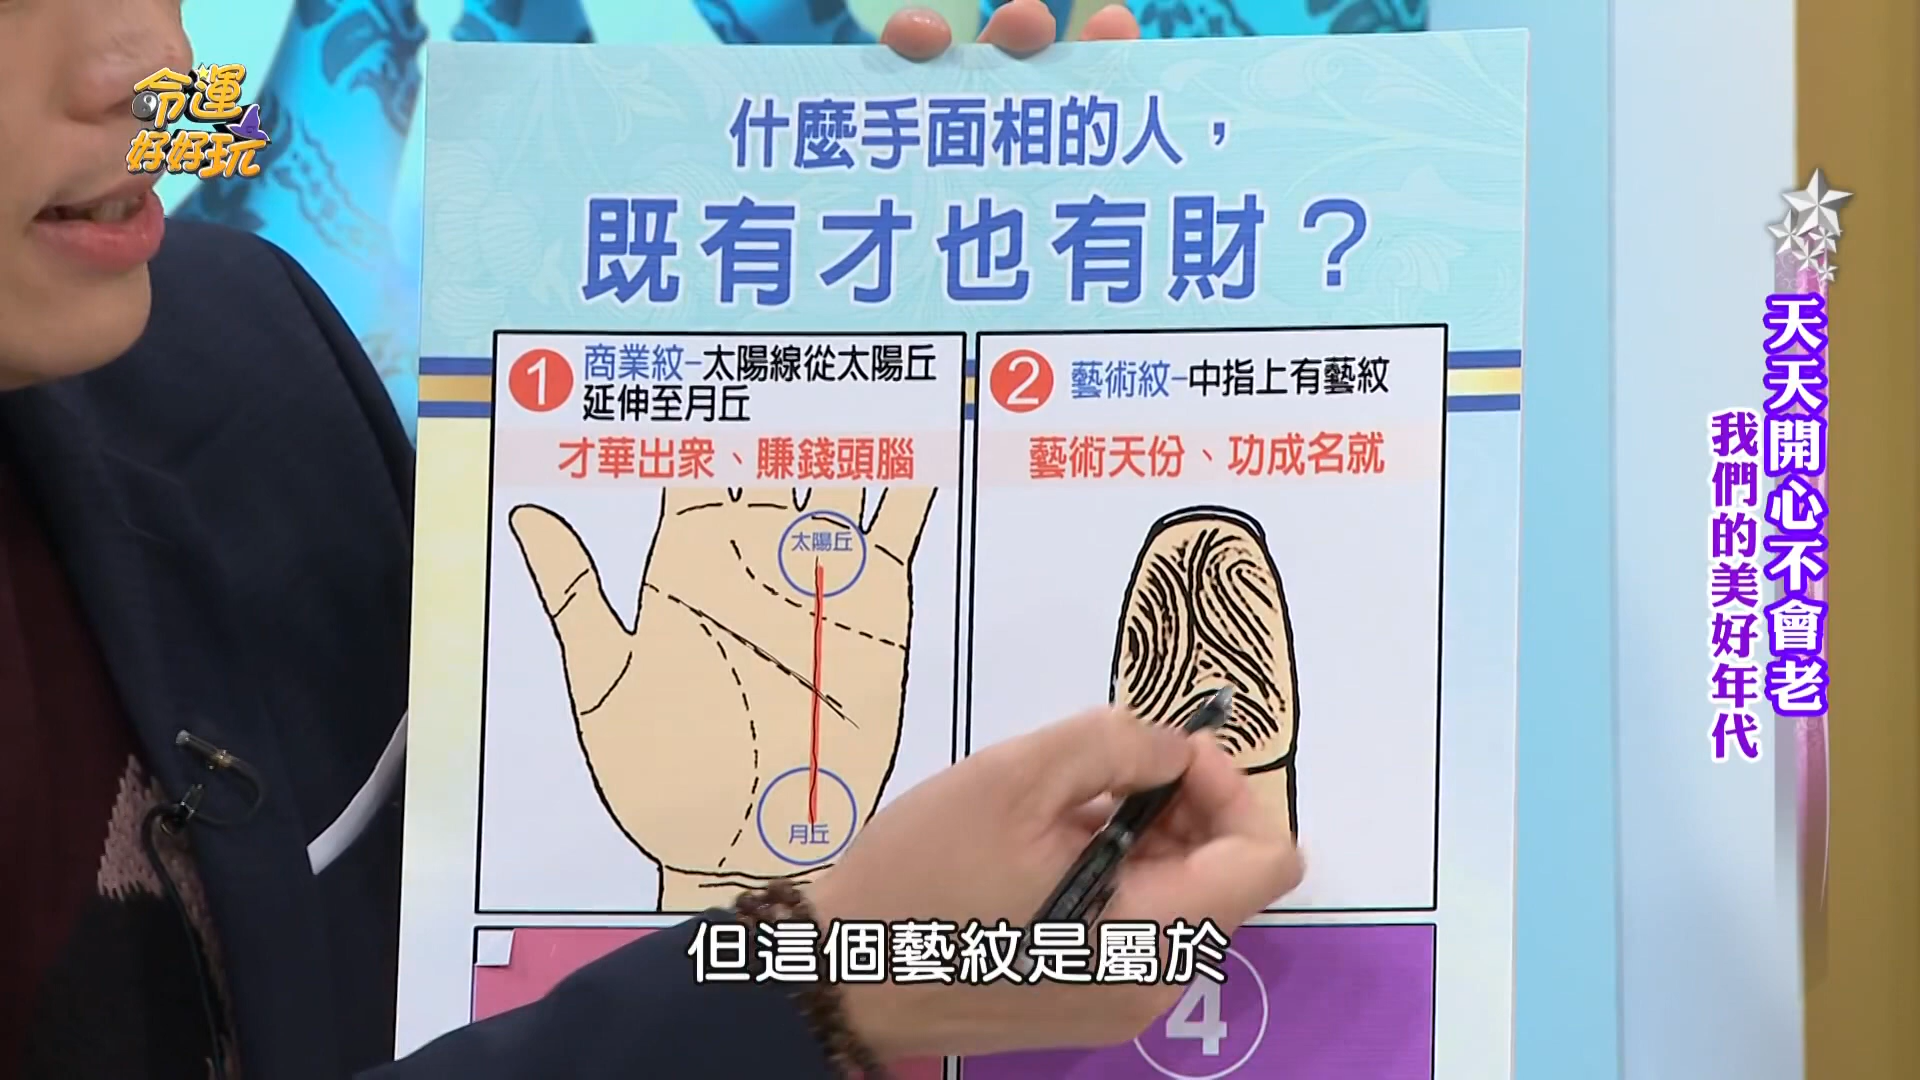 命運
好好玩
什麼手面相的人，
既有才也有財？
1 商業紋-太陽線從太陽丘
延伸至月丘
才華出眾、賺錢頭腦
太陽丘
月丘
2 藝術紋-中指上有藝紋
藝術天份、功成名就
4
天天開心不會老
我們的美好年代
但這個藝紋是屬於